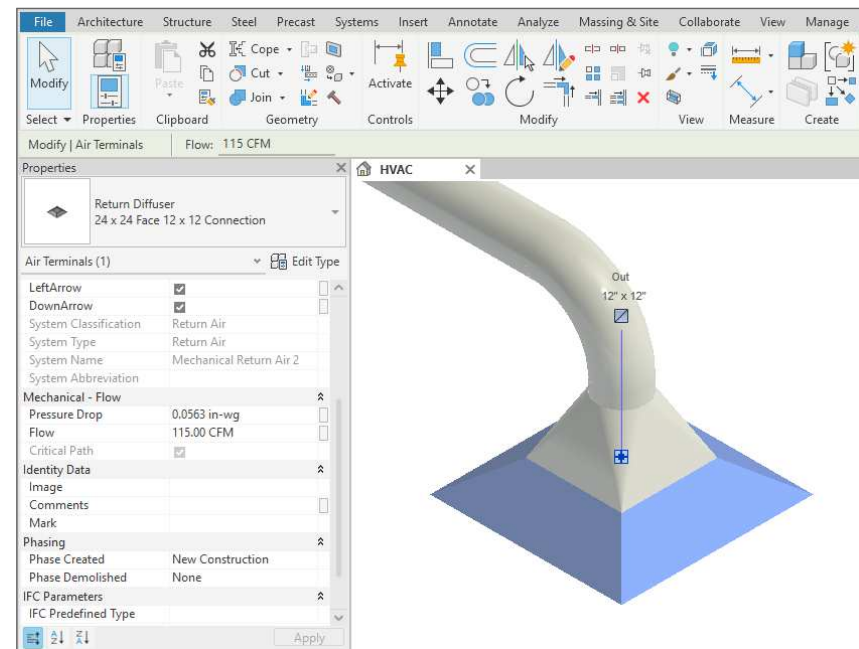 File Architecture Structure Steel Precast Systems Insert Annotate Analyze Massing & Site Collaborate View Manage
Modify Paste Cope Cut Join Activate
Select Properties Clipboard Geometry Controls Modify View Measure Create
Modify | Air Terminals Flow: 115 CFM
Properties HVAC
Return Diffuser
24 x 24 Face 12 x 12 Connection
Air Terminals (1) Edit Type
LeftArrow
DownArrow
System Classification Return Air
System Type Return Air
System Name Mechanical Return Air 2
System Abbreviation
Mechanical - Flow
Pressure Drop 0.0563 in-wg
Flow 115.00 CFM
Critical Path
Identity Data
Image
Comments
Mark
Phasing
Phase Created New Construction
Phase Demolished None
IFC Parameters
IFC Predefined Type
Apply
Out
12" x 12"